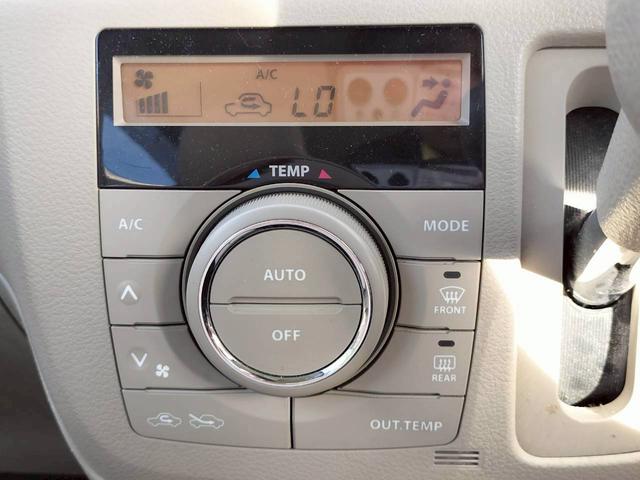 A/C
LO
TEMP
A/C
MODE
AUTO
OFF
FRONT
REAR
OUT.TEMP